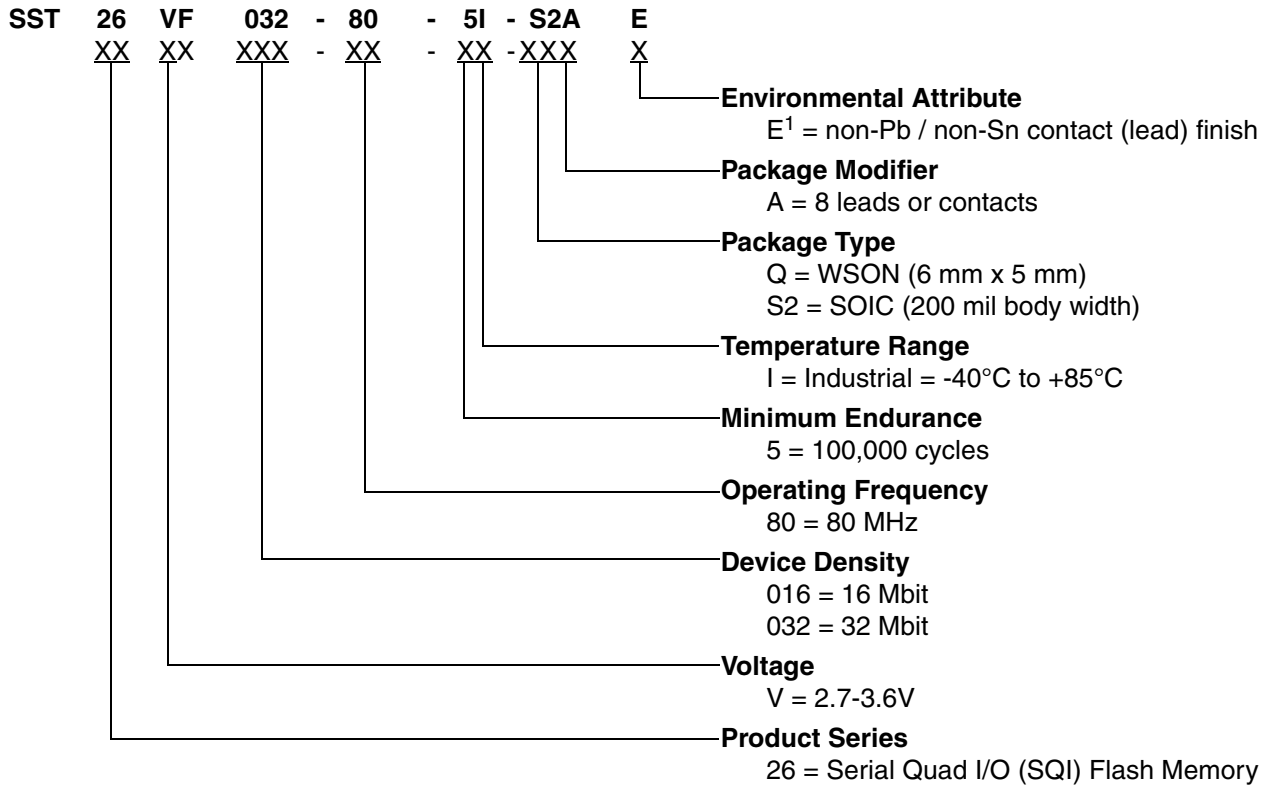 SST 26 VF 032 - 80 - 5I - S2A E
XX XX XXX - XX - XX - XXX X
Environmental Attribute
E1 = non-Pb / non-Sn contact (lead) finish
Package Modifier
A = 8 leads or contacts
Package Type
Q = WSON (6 mm x 5 mm)
S2 = SOIC (200 mil body width)
Temperature Range
I = Industrial = -40°C to +85°C
Minimum Endurance
5 = 100,000 cycles
Operating Frequency
80 = 80 MHz
Device Density
016 = 16 Mbit
032 = 32 Mbit
Voltage
V = 2.7-3.6V
Product Series
26 = Serial Quad I/O (SQI) Flash Memory